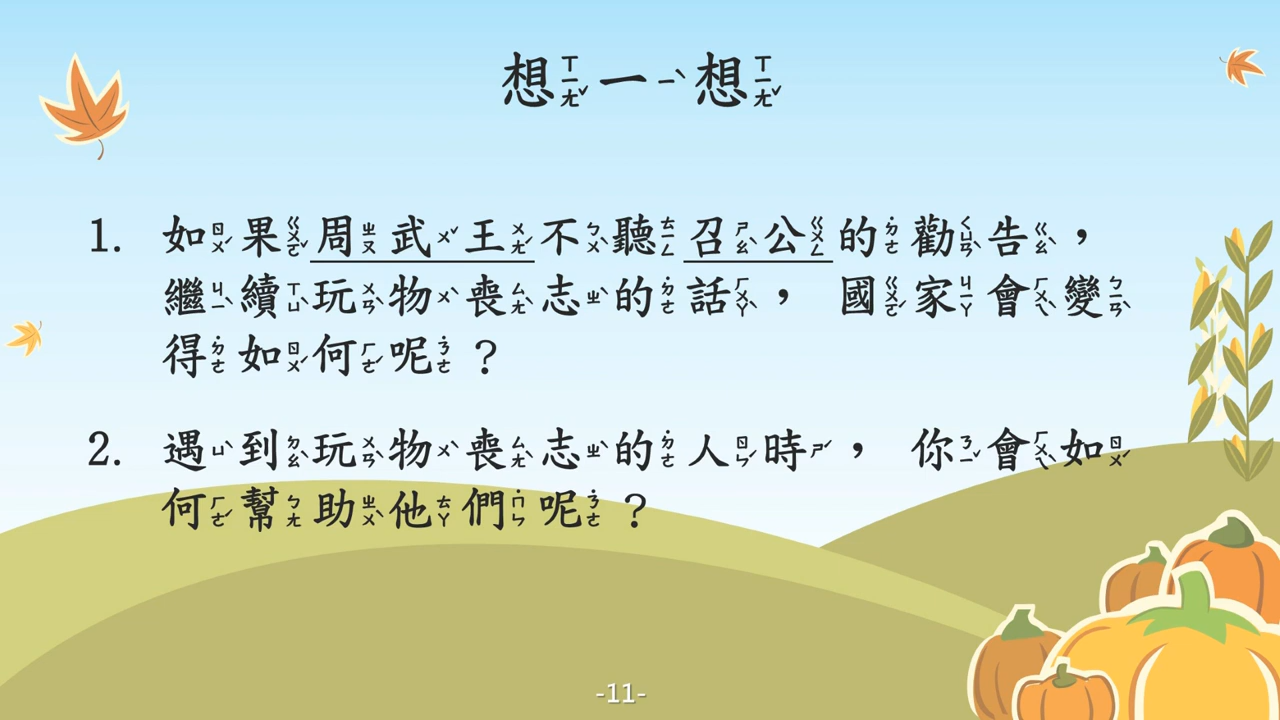 想一想
1. 如果周武王不聽召公的勸告，
繼續玩物喪志的話， 國家會變
得如何呢？
2. 遇到玩物喪志的人時， 你會如
何幫助他們呢？
-11-